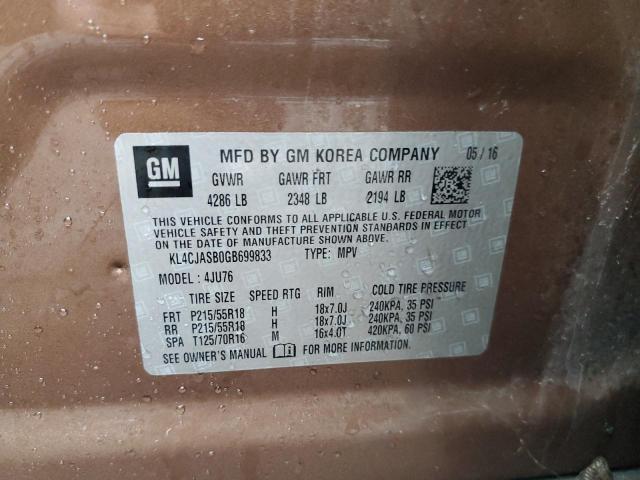 GM
MFD BY GM KOREA COMPANY 05 / 16
GVWR GAWR FRT GAWR RR
4286 LB 2348 LB 2194 LB
THIS VEHICLE CONFORMS TO ALL APPLICABLE U.S. FEDERAL MOTOR
VEHICLE SAFETY AND THEFT PREVENTION STANDARDS IN EFFECT
ON THE DATE OF MANUFACTURE SHOWN ABOVE.
KL4CJASB0GB699833 TYPE: MPV
MODEL : 4JU76
TIRE SIZE SPEED RTG RIM COLD TIRE PRESSURE
FRT P215/55R18 H 18x7.0J 240KPA, 35 PSI
RR P215/55R18 H 18x7.0J 240KPA, 35 PSI
SPA T125/70R16 M 16x4.0T 420KPA, 60 PSI
SEE OWNER'S MANUAL FOR MORE INFORMATION.